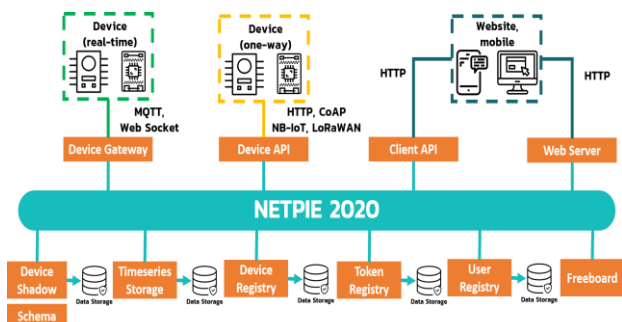 Device
(real-time)
Device
(one-way)
Website,
mobile
HTTP
HTTP
MQTT,
Web Socket
HTTP, CoAP
NB-IoT, LoRaWAN
Device Gateway
Device API
Client API
Web Server
NETPIE 2020
Device
Shadow
Data Storage
Timeseries
Storage
Data Storage
Device
Registry
Data Storage
Token
Registry
Data Storage
User
Registry
Data Storage
Freeboard
Schema